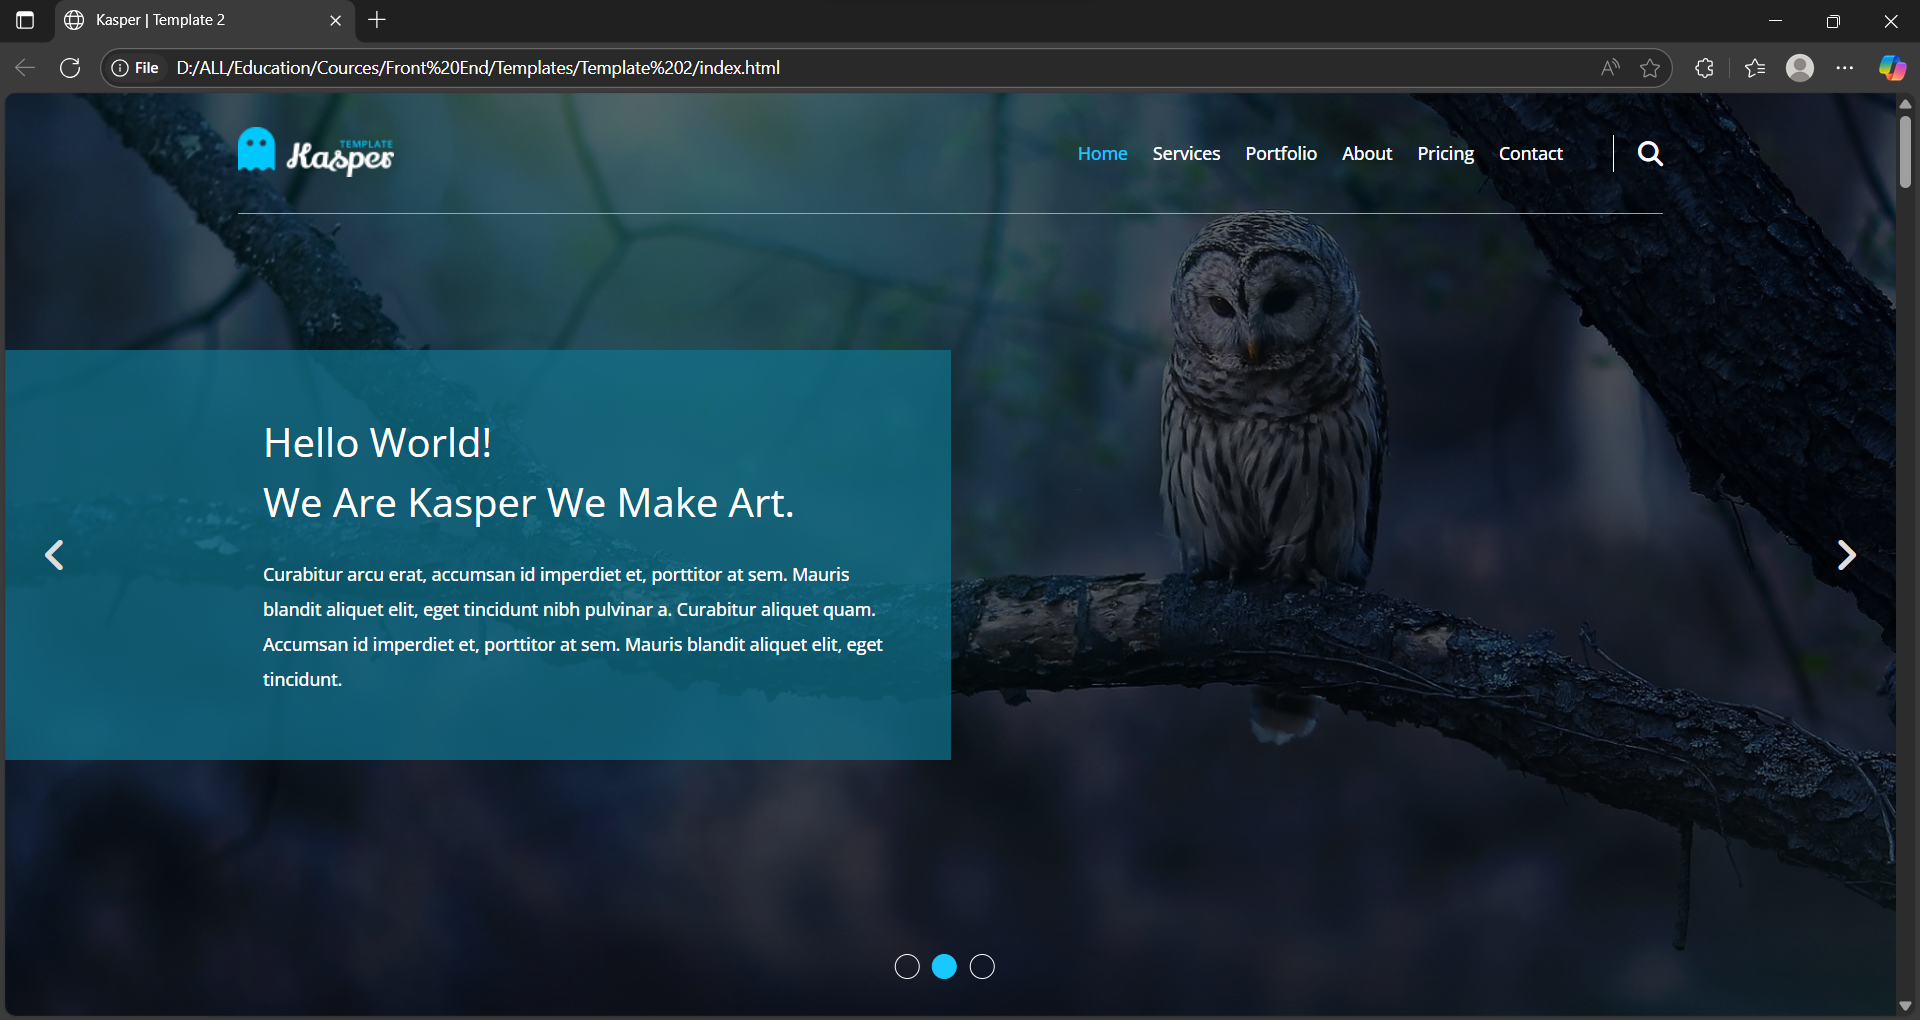 Kasper | Template 2
File D:/ALL/Education/Cources/Front%20End/Templates/Template%202/index.html
TEMPLATE
Kasper
Home Services Portfolio About Pricing Contact
Hello World!
We Are Kasper We Make Art.
Curabitur arcu erat, accumsan id imperdiet et, porttitor at sem. Mauris
blandit aliquet elit, eget tincidunt nibh pulvinar a. Curabitur aliquet quam.
Accumsan id imperdiet et, porttitor at sem. Mauris blandit aliquet elit, eget
tincidunt.